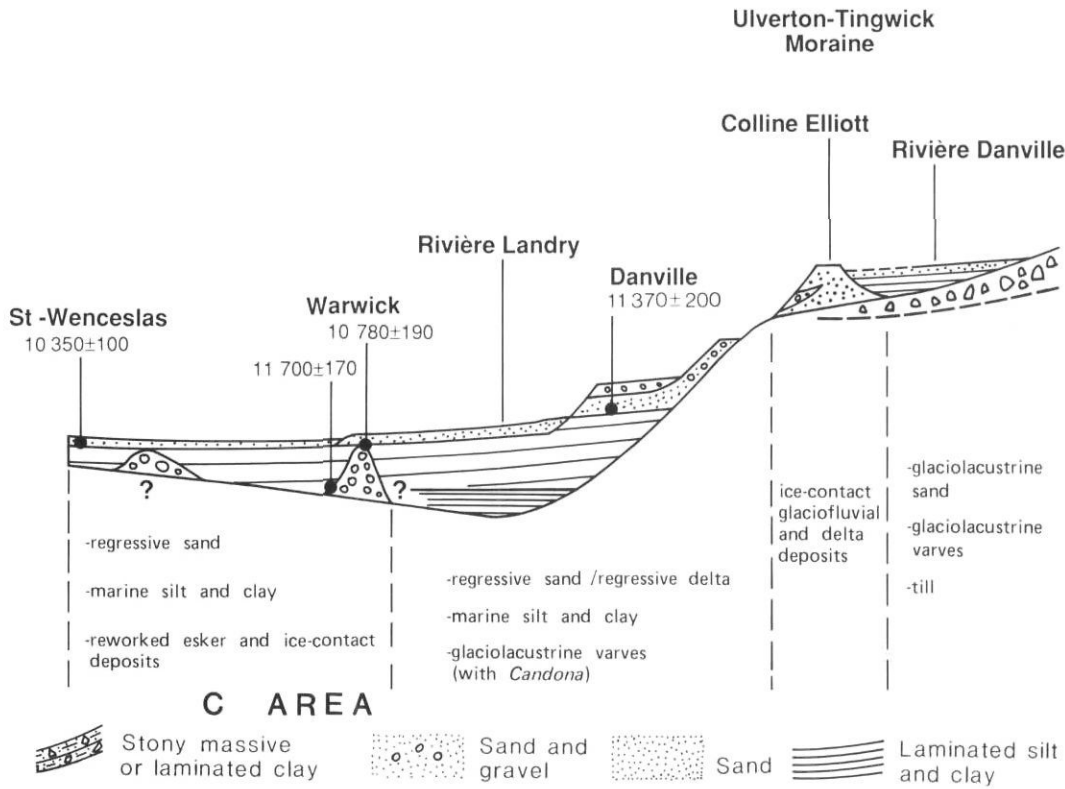 Ulverton-Tingwick
Moraine
Colline Elliott
Rivière Danville
Rivière Landry
Danville
11 370±200
Warwick
10 780±190
St -Wenceslas
10 350±100
11 700±170
?
?
-regressive sand
-marine silt and clay
-reworked esker and ice-contact
deposits
-regressive sand /regressive delta
-marine silt and clay
-glaciolacustrine varves
(with Candona)
ice-contact
glaciofluvial
and delta
deposits
-glaciolacustrine
sand
-glaciolacustrine
varves
-till
C AREA
Stony massive
or laminated clay
Sand and
gravel
Sand
Laminated silt
and clay